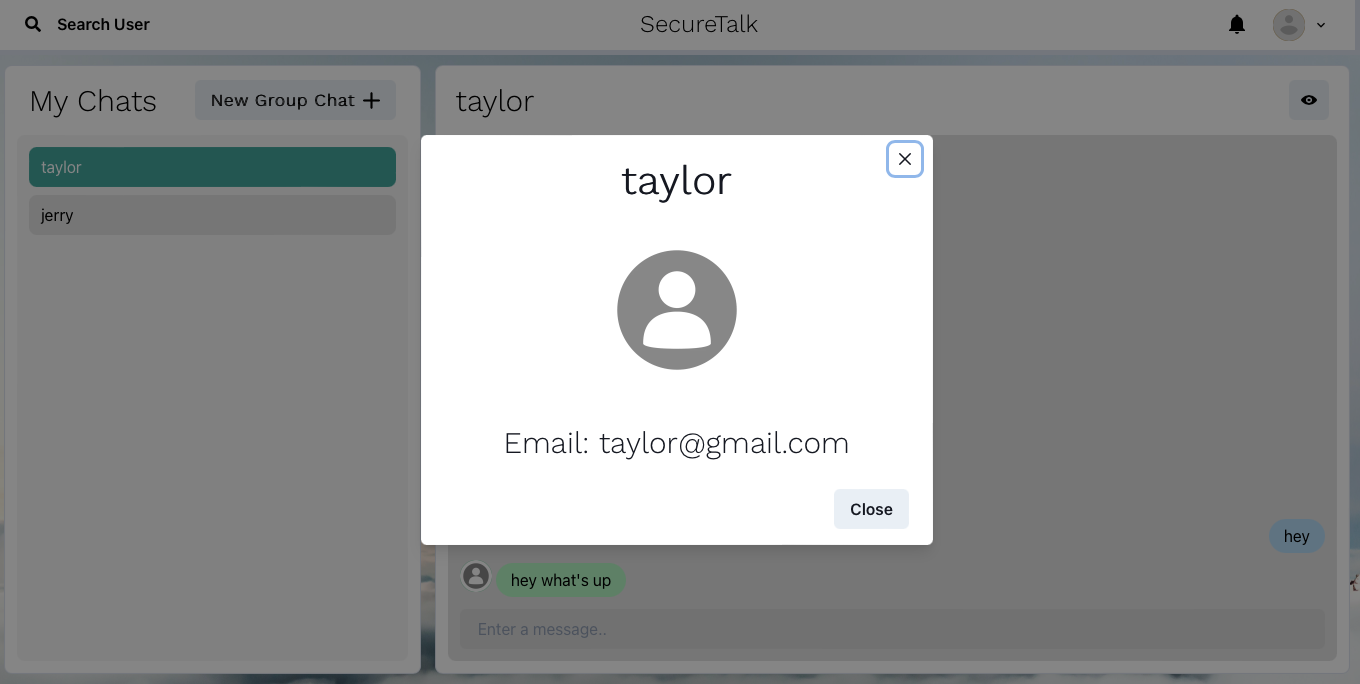 Search User
SecureTalk
My Chats
New Group Chat
taylor
jerry
taylor
taylor
Email: taylor@gmail.com
Close
hey
hey what's up
Enter a message..